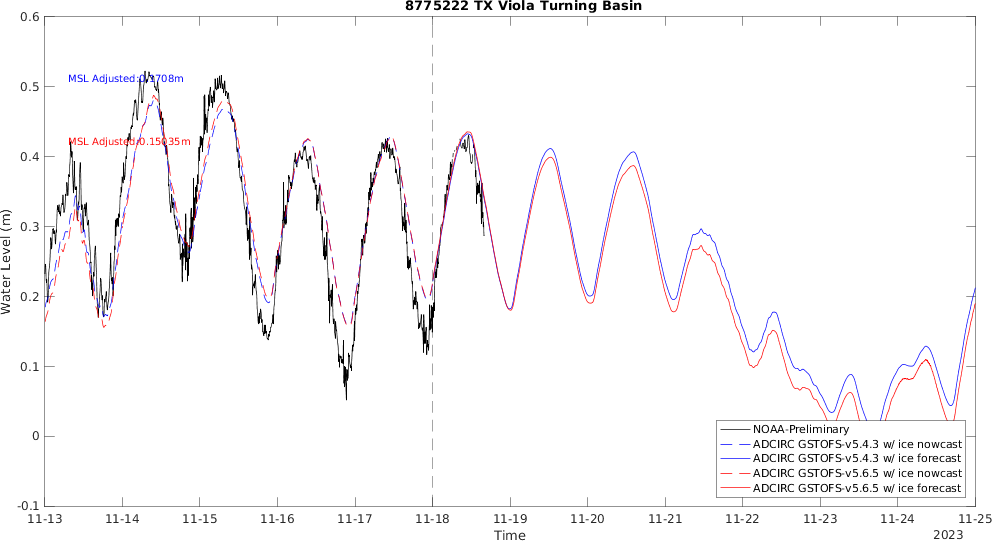 8775222 TX Viola Turning Basin
0.6
0.5
0.4
0.3
0.2
0.1
0
-0.1
Water Level (m)
MSL Adjusted:0.1708m
MSL Adjusted:0.15035m
NOAA-Preliminary
ADCIRC GSTOFS-v5.4.3 w/ ice nowcast
ADCIRC GSTOFS-v5.4.3 w/ ice forecast
ADCIRC GSTOFS-v5.6.5 w/ ice nowcast
ADCIRC GSTOFS-v5.6.5 w/ ice forecast
11-13 11-14 11-15 11-16 11-17 11-18 11-19 11-20 11-21 11-22 11-23 11-24 11-25
Time
2023